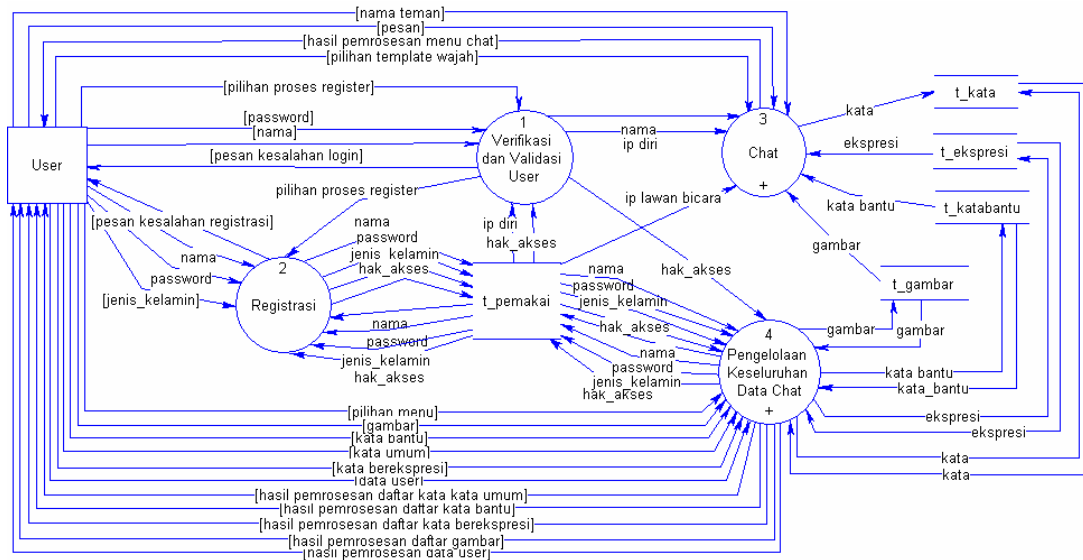 [nama teman]
[pesan]
[hasil pemrosesan menu chat]
[pilihan template wajah]
[pilihan proses register]
[password]
[nama]
[pesan kesalahan login]
User
1
Verifikasi
dan Validasi
User
nama
ip diri
3
Chat
+
kata
t_kata
ekspresi
t_ekspresi
kata bantu
t_katabantu
gambar
t_gambar
pilihan proses register
[pesan kesalahan registrasi]
nama
password
[jenis_kelamin]
2
Registrasi
nama
password
jenis_kelamin
hak_akses
ip diri
hak_akses
ip lawan bicara
hak_akses
t_pemakai
nama
password
jenis_kelamin
hak_akses
nama
password
jenis_kelamin
hak_akses
nama
password
jenis_kelamin
hak_akses
4
Pengelolaan
Keseluruhan
Data Chat
+
gambar
gambar
kata bantu
kata_bantu
ekspresi
ekspresi
kata
kata
[pilihan menu]
[gambar]
[kata bantu]
[kata umum]
[kata berekspresi]
[data user]
[hasil pemrosesan daftar kata kata umum]
[hasil pemrosesan daftar kata bantu]
[hasil pemrosesan daftar kata berekspresi]
[hasil pemrosesan daftar gambar]
[hasil pemrosesan data user]